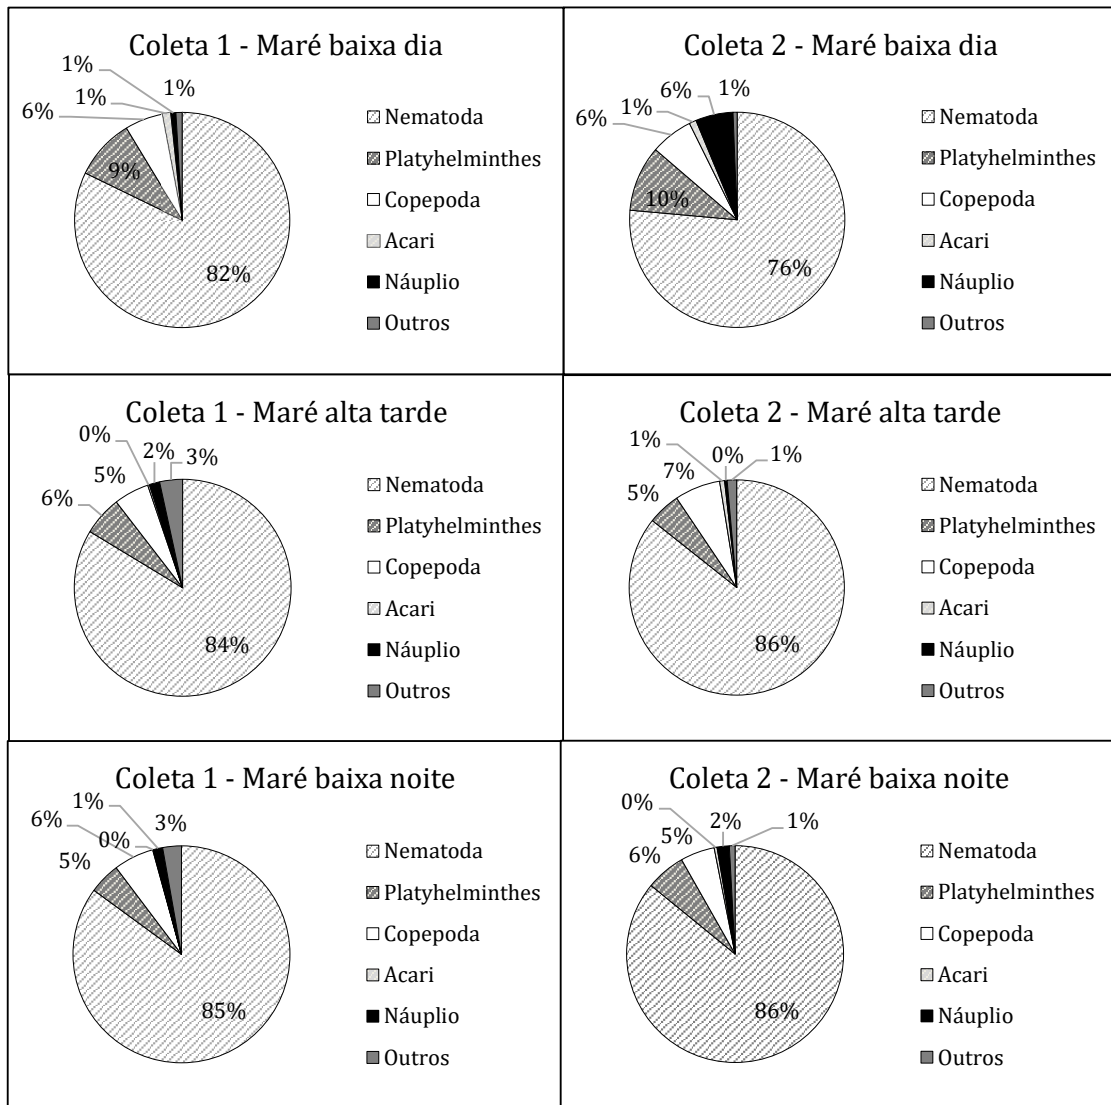 Coleta 1 - Maré baixa dia
1%
1%
1%
6%
9%
82%
Nematoda
Platyhelminthes
Copepoda
Acari
Náuplio
Outros
Coleta 2 - Maré baixa dia
6%
1%
1%
6%
10%
76%
Nematoda
Platyhelminthes
Copepoda
Acari
Náuplio
Outros
Coleta 1 - Maré alta tarde
0%
2%
3%
5%
6%
84%
Nematoda
Platyhelminthes
Copepoda
Acari
Náuplio
Outros
Coleta 2 - Maré alta tarde
1%
0%
1%
7%
5%
86%
Nematoda
Platyhelminthes
Copepoda
Acari
Náuplio
Outros
Coleta 1 - Maré baixa noite
1%
3%
6%
0%
5%
85%
Nematoda
Platyhelminthes
Copepoda
Acari
Náuplio
Outros
Coleta 2 - Maré baixa noite
0%
2%
1%
5%
6%
86%
Nematoda
Platyhelminthes
Copepoda
Acari
Náuplio
Outros